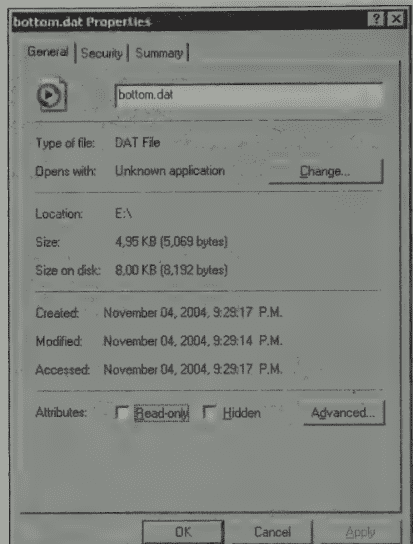 bottom.dat Properties
General Security Summary
bottom.dat
Type of file: DAT File
Opens with: Unknown application Change...
Location: E:\
Size: 4,95 KB (5,069 bytes)
Size on disk: 8,00 KB (8,192 bytes)
Created: November 04, 2004, 9:29:17 P.M.
Modified: November 04, 2004, 9:29:14 P.M.
Accessed: November 04, 2004, 9:29:17 P.M.
Attributes: Read-only Hidden Advanced...
OK Cancel Apply